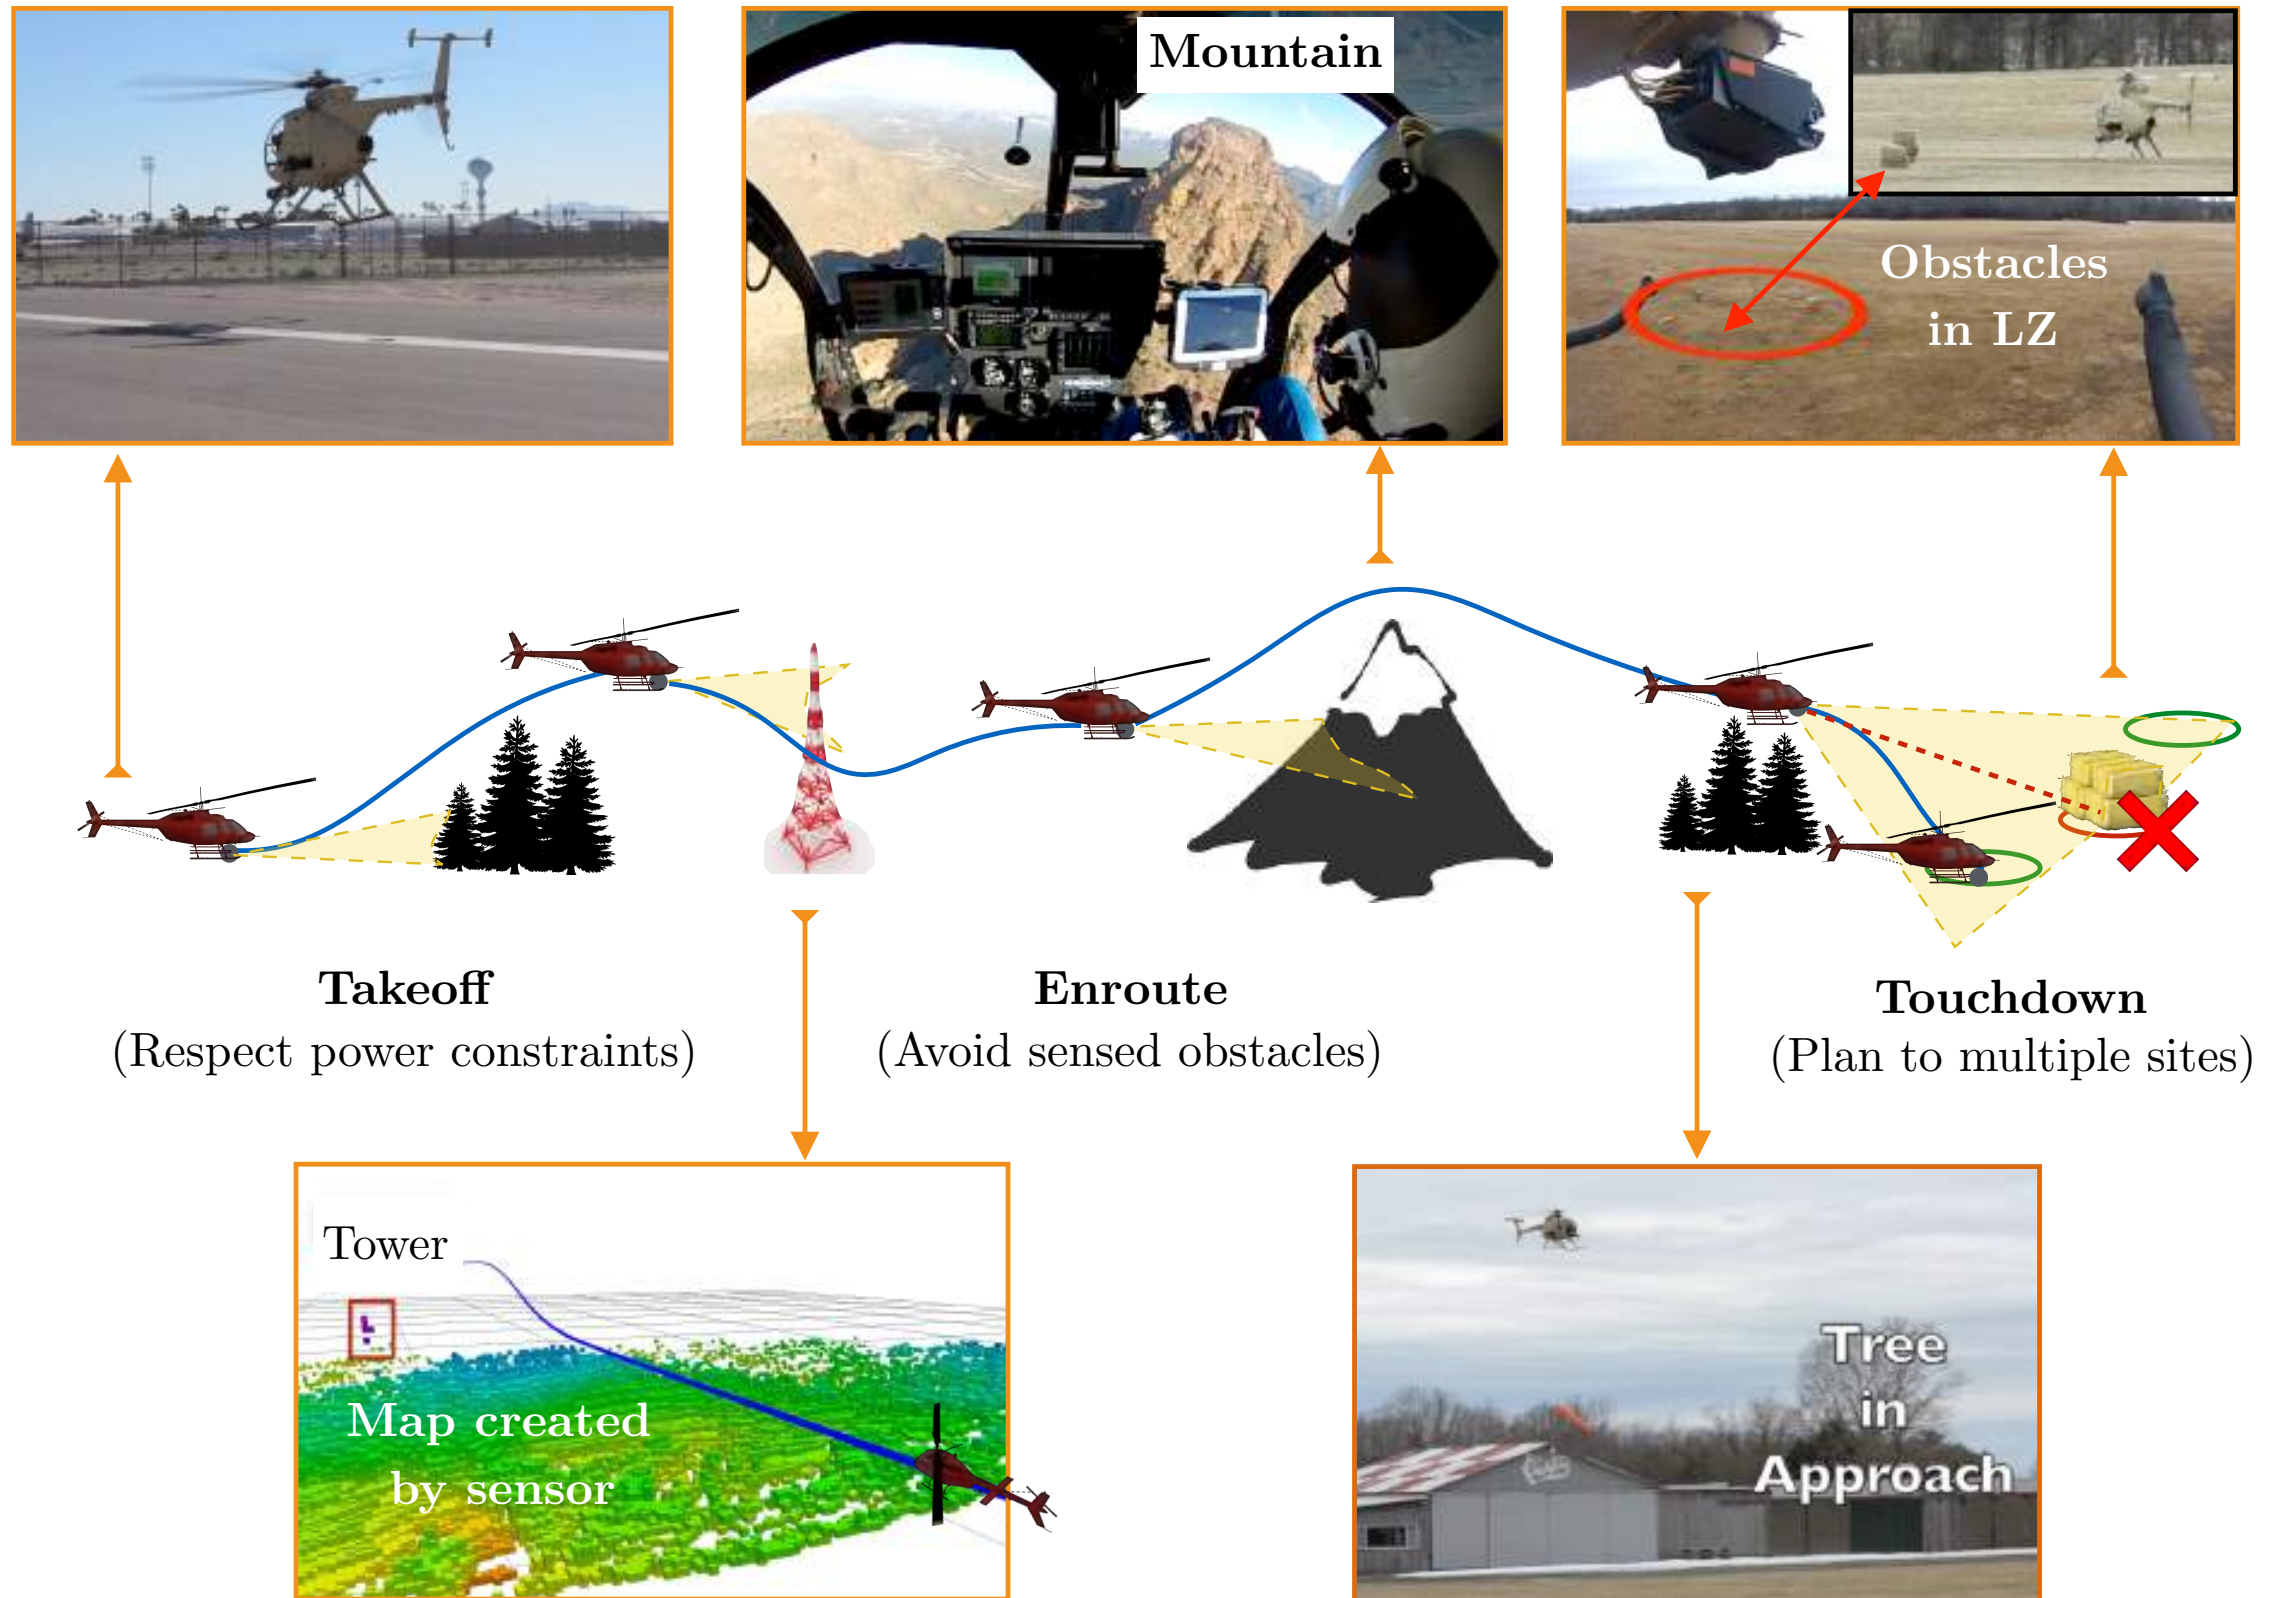 Mountain
Obstacles
in LZ
Takeoff
(Respect power constraints)
Enroute
(Avoid sensed obstacles)
Touchdown
(Plan to multiple sites)
Tower
Map created
by sensor
Tree
in
Approach